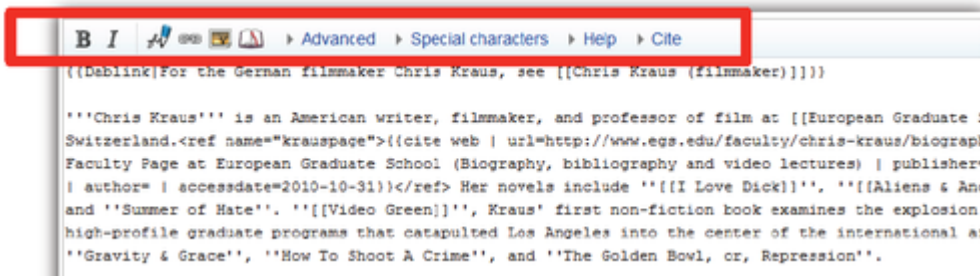 B I Advanced Special characters Help Cite
{{Dablink|For the German filmmaker Chris Kraus, see [[Chris Kraus (filmmaker)]]}}
'''Chris Kraus''' is an American writer, filmmaker, and professor of film at [[European Graduate
Switzerland.<ref name="krauspage">{{cite web | url=http://www.egs.edu/faculty/chris-kraus/biograp
Faculty Page at European Graduate School (Biography, bibliography and video lectures) | publisher
| author= | accessdate=2010-10-31}}</ref> Her novels include ''[[I Love Dick]]'', ''[[Aliens & An
and ''Summer of Hate''. ''[[Video Green]]'', Kraus' first non-fiction book examines the explosion
high-profile graduate programs that catapulted Los Angeles into the center of the international a
''Gravity & Grace'', ''How To Shoot A Crime'', and ''The Golden Bowl, or, Repression''.